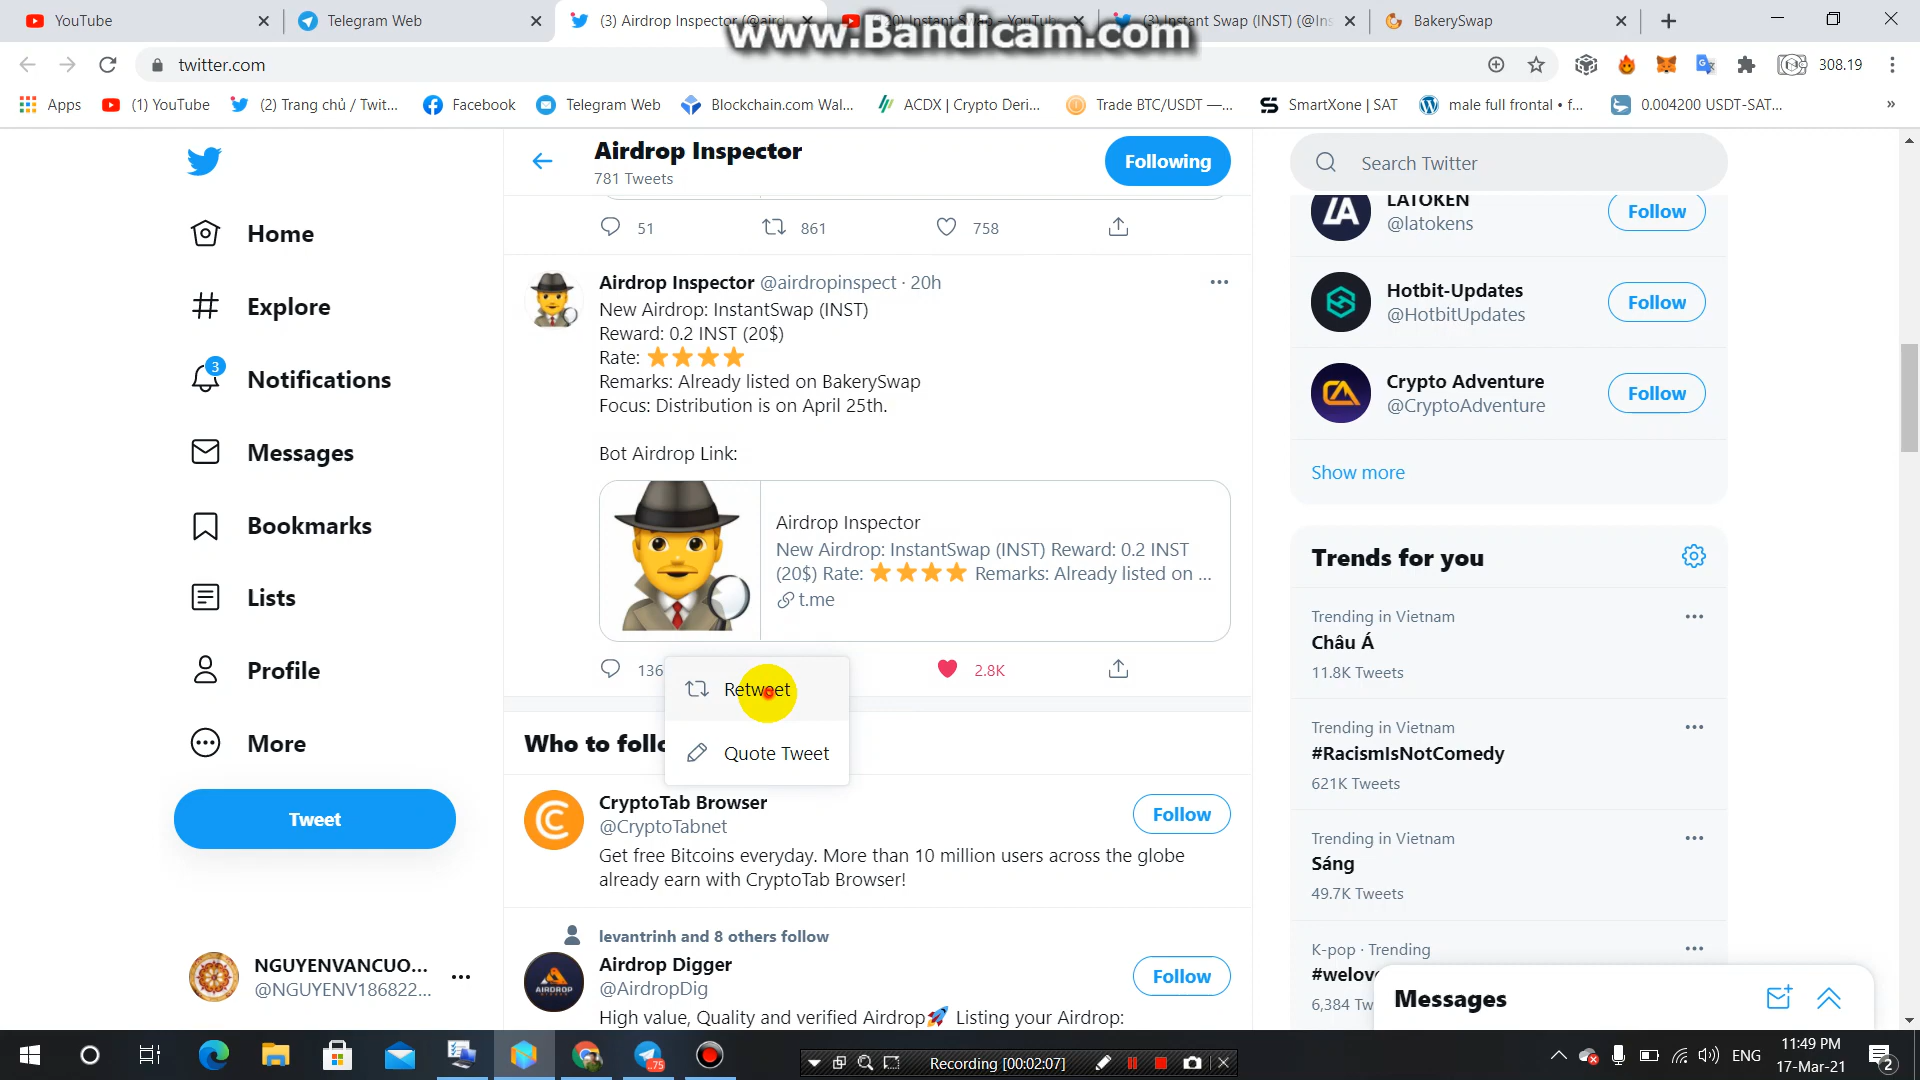 YouTube
Telegram Web
(3) Airdrop Inspector (@aird
Instant Swap - YouTub
(3) Instant Swap (INST) (@Ins
BakerySwap
www.Bandicam.com
twitter.com
308.19
Apps
(1) YouTube
(2) Trang chủ / Twit...
Facebook
Telegram Web
Blockchain.com Wal...
ACDX | Crypto Deri...
Trade BTC/USDT —...
SmartXone | SAT
male full frontal • f...
0.004200 USDT-SAT...
»
Home
Explore
3
Notifications
Messages
Bookmarks
Lists
Profile
More
Tweet
NGUYENVANCUO...
@NGUYENV186822...
Airdrop Inspector
781 Tweets
Following
51
861
758
Airdrop Inspector @airdropinspect · 20h
New Airdrop: InstantSwap (INST)
Reward: 0.2 INST (20$)
Rate: ⭐⭐⭐⭐
Remarks: Already listed on BakerySwap
Focus: Distribution is on April 25th.
Bot Airdrop Link:
Airdrop Inspector
New Airdrop: InstantSwap (INST) Reward: 0.2 INST
(20$) Rate: ⭐⭐⭐⭐ Remarks: Already listed on ...
t.me
136
2.8K
Retweet
Quote Tweet
Who to follo
CryptoTab Browser
@CryptoTabnet
Follow
Get free Bitcoins everyday. More than 10 million users across the globe
already earn with CryptoTab Browser!
levantrinh and 8 others follow
Airdrop Digger
@AirdropDig
Follow
AIRDROP
High value, Quality and verified Airdrop🚀 Listing your Airdrop:
Search Twitter
LATOKEN
@latokens
Follow
Hotbit-Updates
@HotbitUpdates
Follow
Crypto Adventure
@CryptoAdventure
Follow
Show more
Trends for you
Trending in Vietnam
Châu Á
11.8K Tweets
Trending in Vietnam
#RacismIsNotComedy
621K Tweets
Trending in Vietnam
Sáng
49.7K Tweets
K-pop · Trending
#welov
6,384 Tw
Messages
75
Recording [00:02:07]
ENG
11:49 PM
17-Mar-21
2